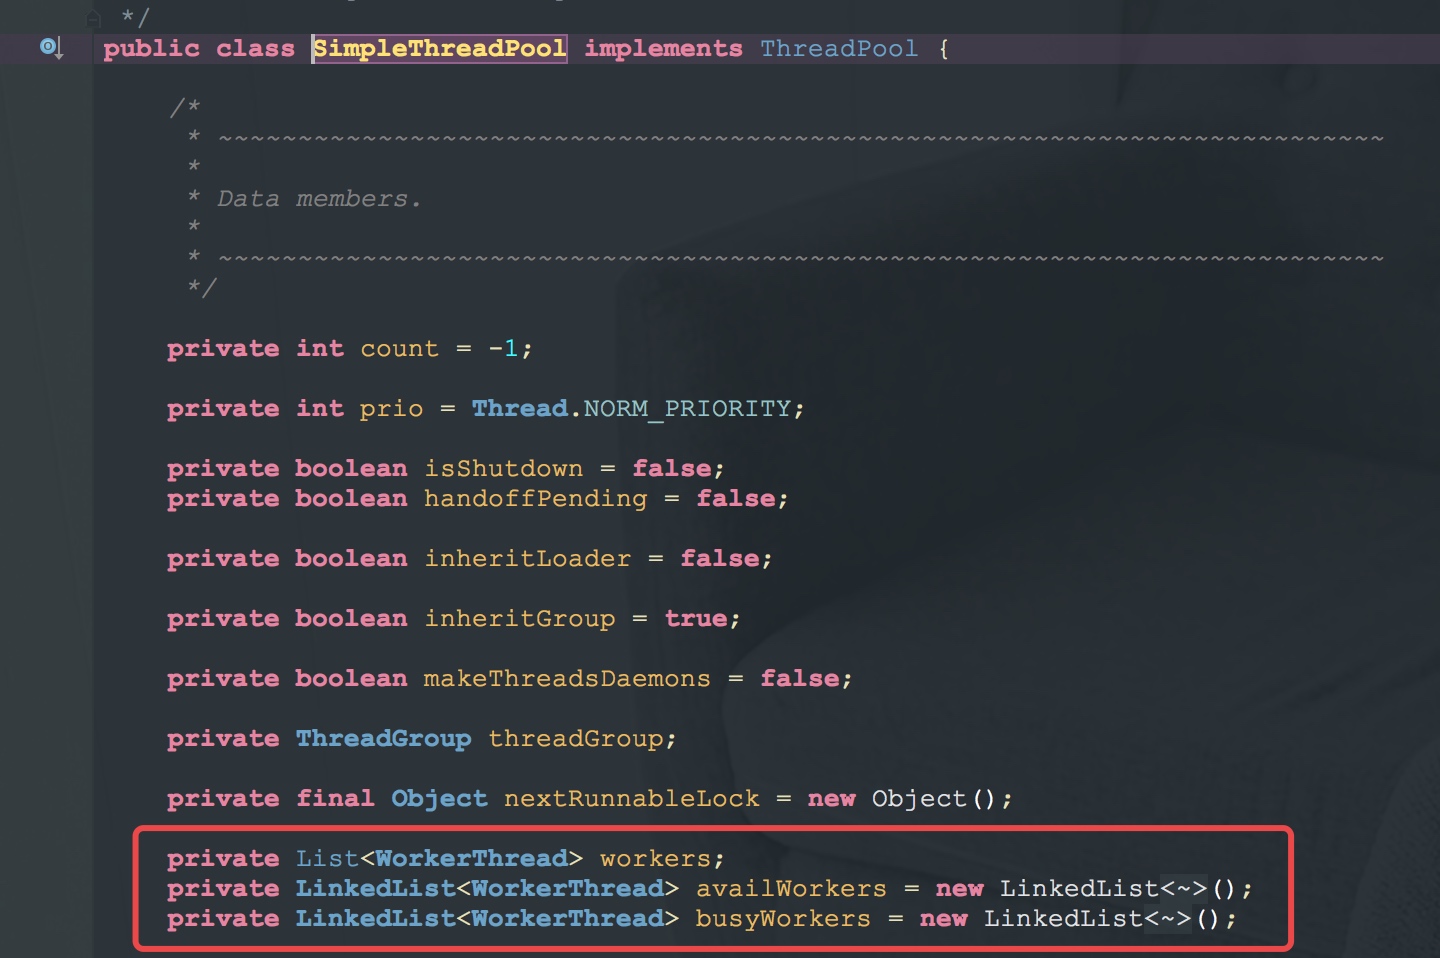 */
public class SimpleThreadPool implements ThreadPool {
/*
* ~~~~~~~~~~~~~~~~~~~~~~~~~~~~~~~~~~~~~~~~~~~~~~~~~~~~~~~~~~~~~~~~~~~~~~~~~
*
* Data members.
*
* ~~~~~~~~~~~~~~~~~~~~~~~~~~~~~~~~~~~~~~~~~~~~~~~~~~~~~~~~~~~~~~~~~~~~~~~~~
*/
private int count = -1;
private int prio = Thread.NORM_PRIORITY;
private boolean isShutdown = false;
private boolean handoffPending = false;
private boolean inheritLoader = false;
private boolean inheritGroup = true;
private boolean makeThreadsDaemons = false;
private ThreadGroup threadGroup;
private final Object nextRunnableLock = new Object();
private List<WorkerThread> workers;
private LinkedList<WorkerThread> availWorkers = new LinkedList<~>();
private LinkedList<WorkerThread> busyWorkers = new LinkedList<~>();